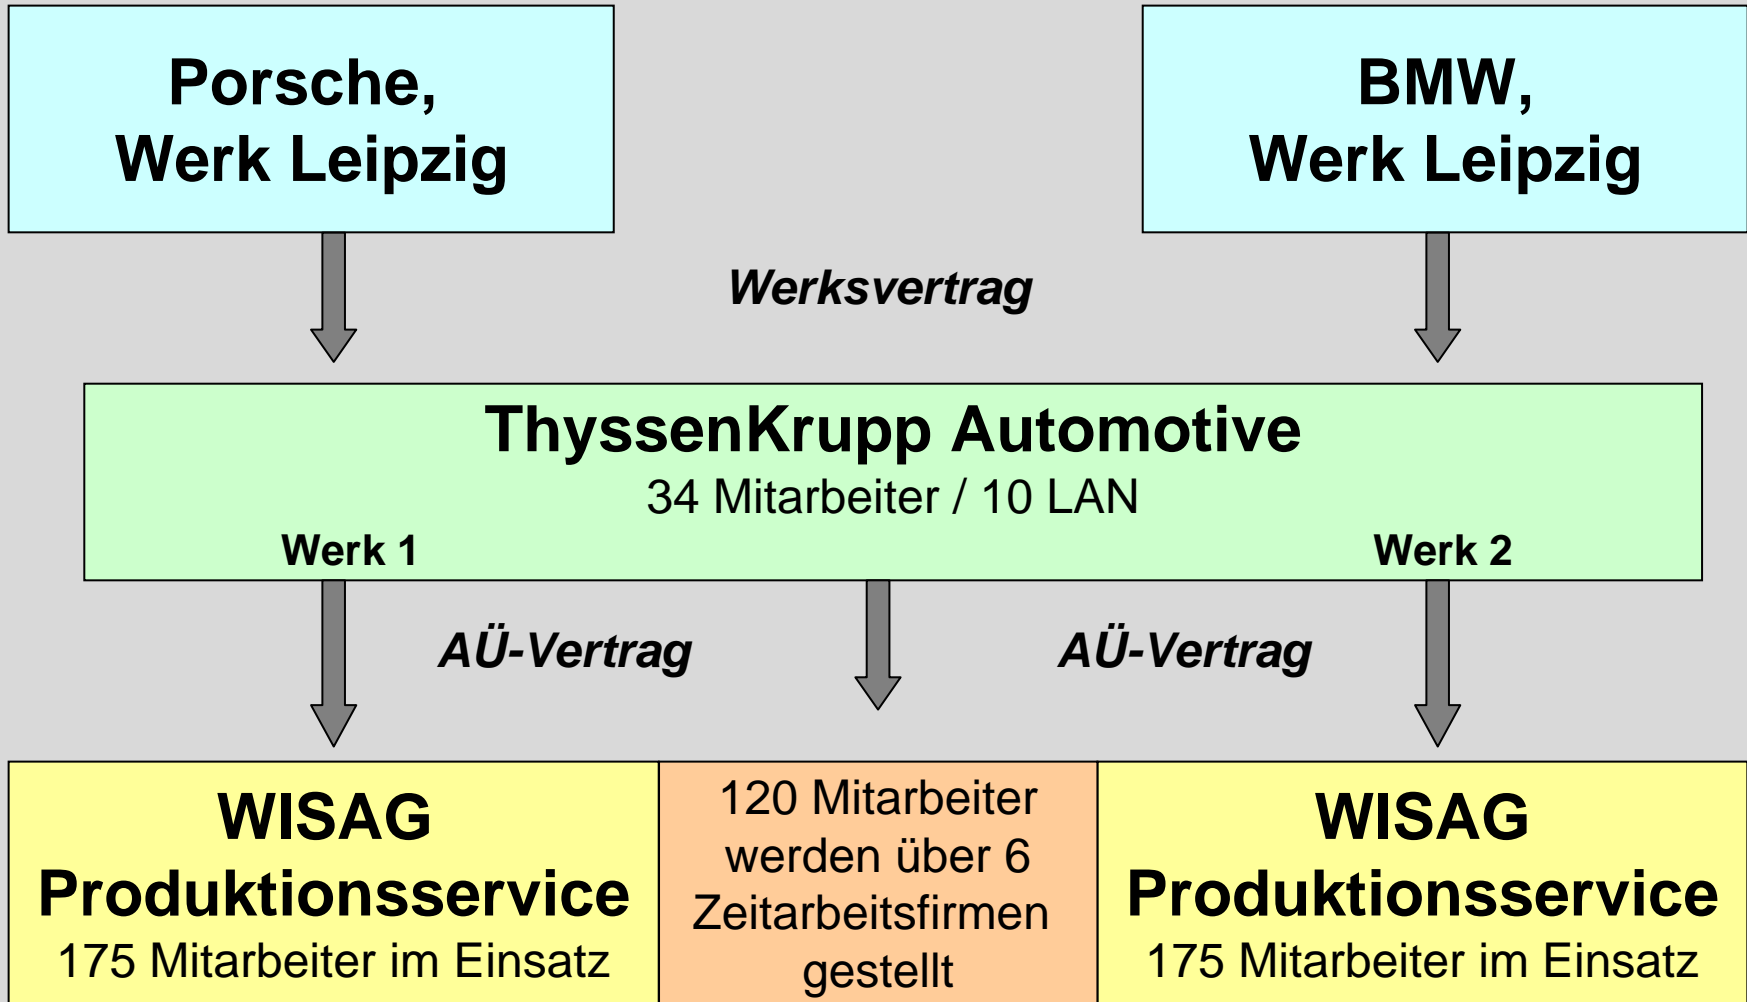 Porsche,
Werk Leipzig
BMW,
Werk Leipzig
Werksvertrag
ThyssenKrupp Automotive
34 Mitarbeiter / 10 LAN
Werk 1
Werk 2
AÜ-Vertrag
AÜ-Vertrag
WISAG
Produktionsservice
175 Mitarbeiter im Einsatz
120 Mitarbeiter
werden über 6
Zeitarbeitsfirmen
gestellt
WISAG
Produktionsservice
175 Mitarbeiter im Einsatz